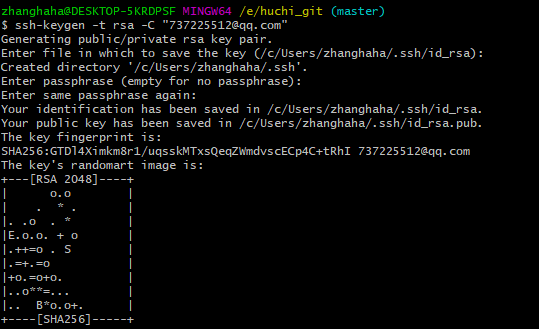 zhanghaha@DESKTOP-5KRDPSF MINGW64 /e/huchi_git (master)
$ ssh-keygen -t rsa -C "737225512@qq.com"
Generating public/private rsa key pair.
Enter file in which to save the key (/c/Users/zhanghaha/.ssh/id_rsa):
Created directory '/c/Users/zhanghaha/.ssh'.
Enter passphrase (empty for no passphrase):
Enter same passphrase again:
Your identification has been saved in /c/Users/zhanghaha/.ssh/id_rsa.
Your public key has been saved in /c/Users/zhanghaha/.ssh/id_rsa.pub.
The key fingerprint is:
SHA256:GTDl4Ximkm8r1/uqsskMTxsQeqZWmdvscECp4C+tRhI 737225512@qq.com
The key's randomart image is:
+---[RSA 2048]----+
|      o.o        |
|    .  * .       |
|. .o  . *        |
|E.o.o. + o       |
|.++=o . S        |
|.=+.=o           |
|+o.=o+o.         |
|..o**=...        |
|..  B*o.o+.      |
+----[SHA256]-----+